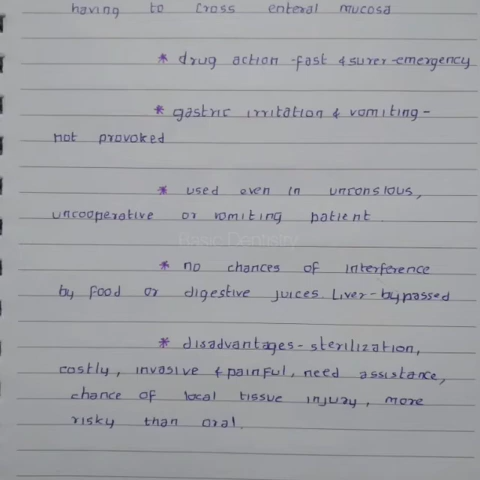 having to cross enteral mucosa
* drug action - fast & surer - emergency
* gastric irritation & vomiting -
not provoked
* used even in unconsious,
uncooperative or vomiting patient.
Basic Dentistry
* no chances of interference
by food or digestive juices. Liver - bypassed
* disadvantages - sterilization,
costly, invasive & painful, need assistance,
chance of local tissue injury, more
risky than oral.